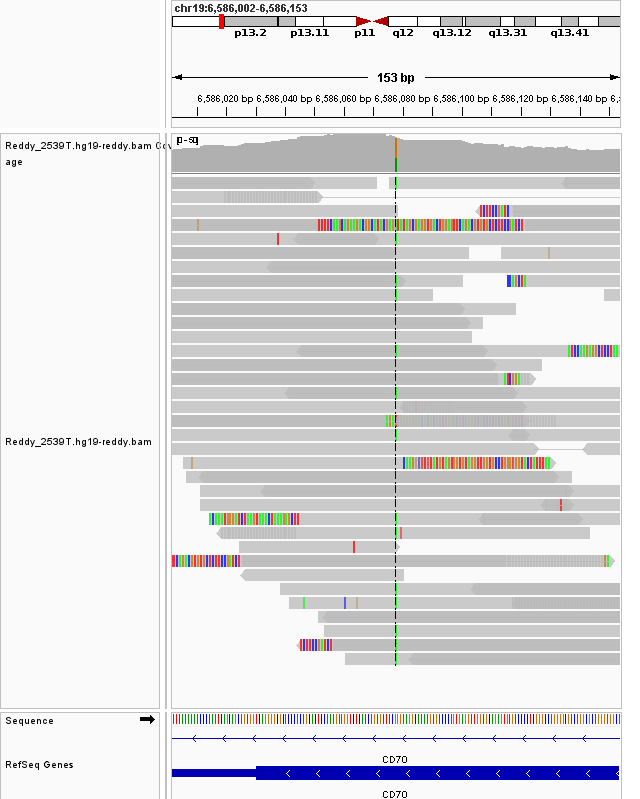 chr19:6,586,002-6,586,153
p13.2 p13.11 p11 q12 q13.12 q13.31 q13.41
153 bp
6,586,020 bp 6,586,040 bp 6,586,060 bp 6,586,080 bp 6,586,100 bp 6,586,120 bp 6,586,140 bp
Reddy_2539T.hg19-reddy.bam Cov
age
Reddy_2539T.hg19-reddy.bam
Sequence
CD70
RefSeq Genes
CD70